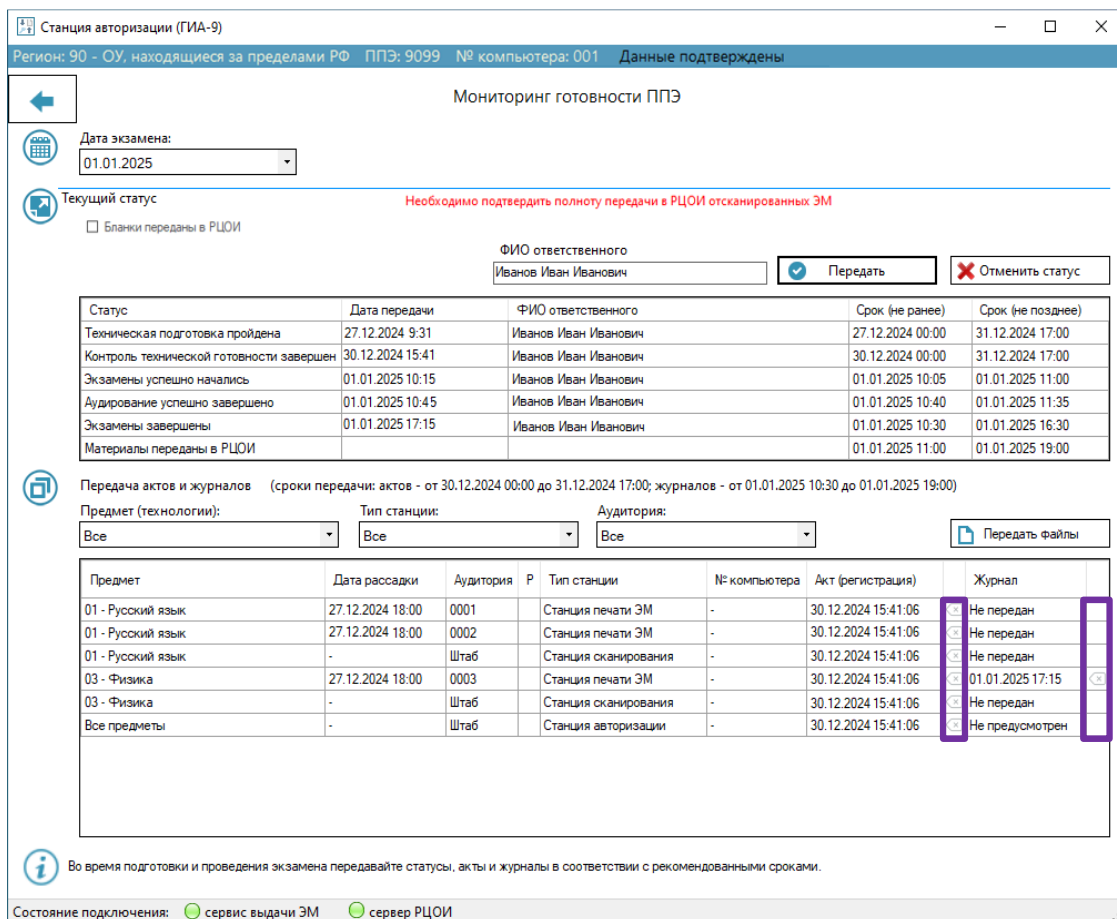 Станция авторизации (ГИА-9)
Регион: 90 - ОУ, находящиеся за пределами РФ ППЭ: 9099 № компьютера: 001 Данные подтверждены
Мониторинг готовности ППЭ
Дата экзамена:
01.01.2025
Текущий статус Необходимо подтвердить полноту передачи в РЦОИ отсканированных ЭМ
Бланки переданы в РЦОИ
ФИО ответственного
Иванов Иван Иванович Передать Отменить статус
Статус Дата передачи ФИО ответственного Срок (не ранее) Срок (не позднее)
Техническая подготовка пройдена 27.12.2024 9:31 Иванов Иван Иванович 27.12.2024 00:00 31.12.2024 17:00
Контроль технической готовности завершен 30.12.2024 15:41 Иванов Иван Иванович 30.12.2024 00:00 31.12.2024 17:00
Экзамены успешно начались 01.01.2025 10:15 Иванов Иван Иванович 01.01.2025 10:05 01.01.2025 11:00
Аудирование успешно завершено 01.01.2025 10:45 Иванов Иван Иванович 01.01.2025 10:40 01.01.2025 11:35
Экзамены завершены 01.01.2025 17:15 Иванов Иван Иванович 01.01.2025 10:30 01.01.2025 16:30
Материалы переданы в РЦОИ 01.01.2025 11:00 01.01.2025 19:00
Передача актов и журналов (сроки передачи: актов - от 30.12.2024 00:00 до 31.12.2024 17:00; журналов - от 01.01.2025 10:30 до 01.01.2025 19:00)
Предмет (технологии): Тип станции: Аудитория:
Все Все Все Передать файлы
Предмет Дата рассадки Аудитория Р Тип станции № компьютера Акт (регистрация) Журнал
01 - Русский язык 27.12.2024 18:00 0001 Станция печати ЭМ - 30.12.2024 15:41:06 Не передан
01 - Русский язык 27.12.2024 18:00 0002 Станция печати ЭМ - 30.12.2024 15:41:06 Не передан
01 - Русский язык - Штаб Станция сканирования - 30.12.2024 15:41:06 Не передан
03 - Физика 27.12.2024 18:00 0003 Станция печати ЭМ - 30.12.2024 15:41:06 01.01.2025 17:15
03 - Физика - Штаб Станция сканирования - 30.12.2024 15:41:06 Не передан
Все предметы - Штаб Станция авторизации - 30.12.2024 15:41:06 Не предусмотрен
Во время подготовки и проведения экзамена передавайте статусы, акты и журналы в соответствии с рекомендованными сроками.
Состояние подключения: сервис выдачи ЭМ сервер РЦОИ